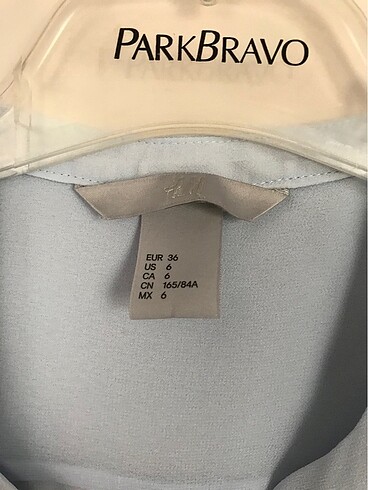 PARKBRAVO
H&M
EUR 36
US 6
CA 6
CN 165/84A
MX 6